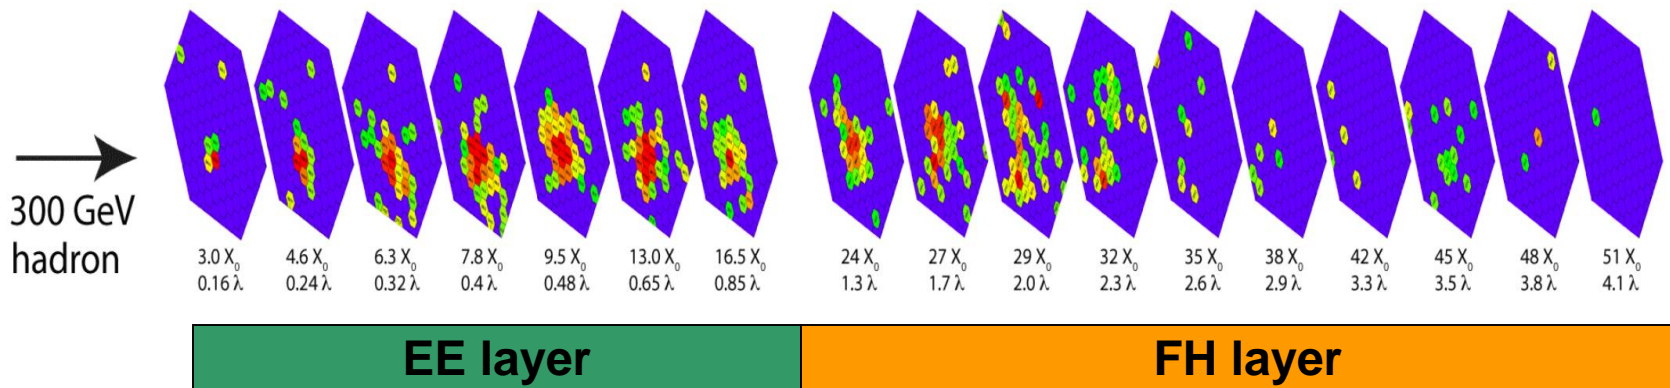 300 GeV
hadron
3.0 X₀ 4.6 X₀ 6.3 X₀ 7.8 X₀ 9.5 X₀ 13.0 X₀ 16.5 X₀ 24 X₀ 27 X₀ 29 X₀ 32 X₀ 35 X₀ 38 X₀ 42 X₀ 45 X₀ 48 X₀ 51 X₀
0.16 λ 0.24 λ 0.32 λ 0.4 λ 0.48 λ 0.65 λ 0.85 λ 1.3 λ 1.7 λ 2.0 λ 2.3 λ 2.6 λ 2.9 λ 3.3 λ 3.5 λ 3.8 λ 4.1 λ
EE layer FH layer